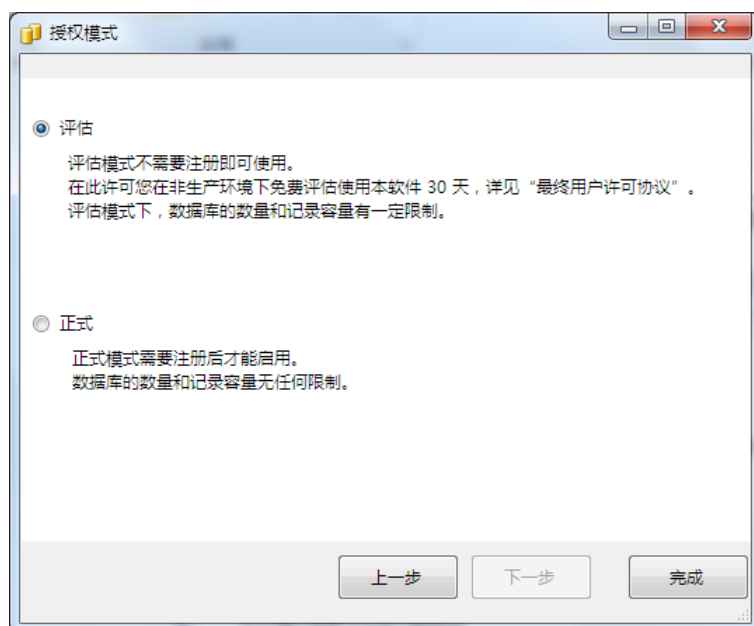 授权模式
评估
评估模式不需要注册即可使用。
在此许可您在非生产环境下免费评估使用本软件 30 天，详见“最终用户许可协议”。
评估模式下，数据库的数量和记录容量有一定限制。
正式
正式模式需要注册后才能启用。
数据库的数量和记录容量无任何限制。
上一步
下一步
完成